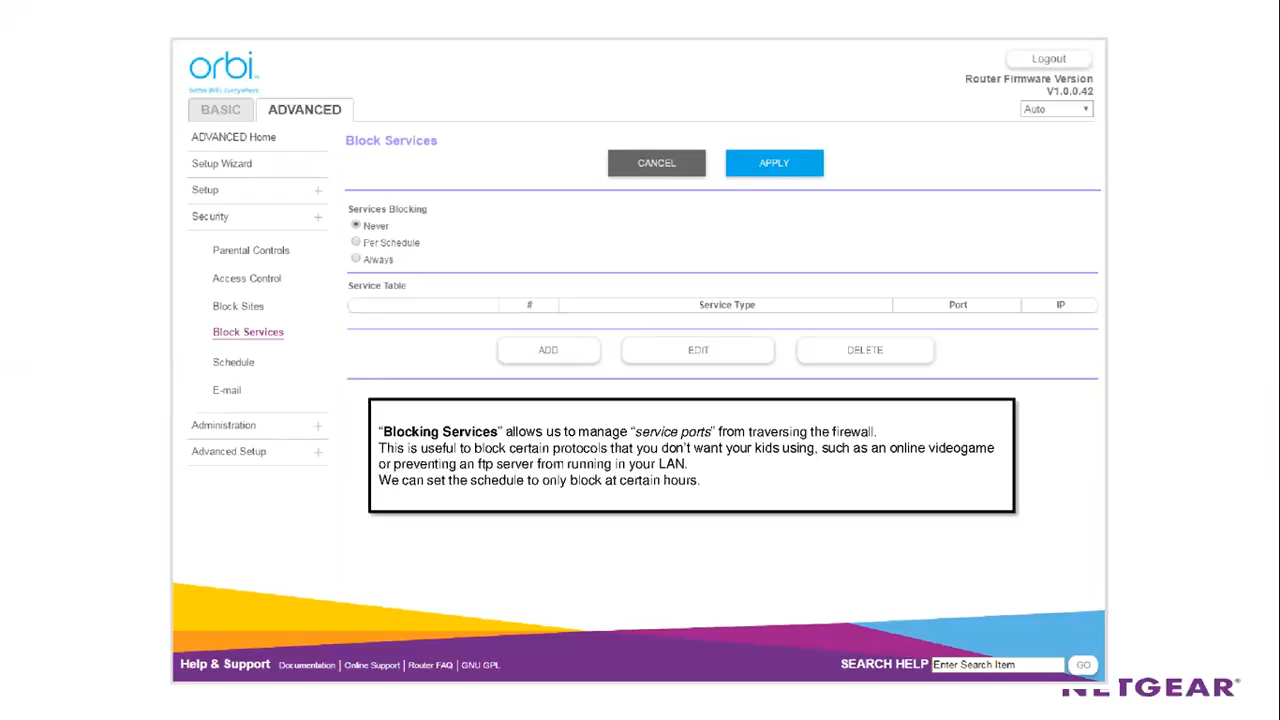 orbi
Better WiFi. Everywhere.
Logout
Router Firmware Version
V1.0.0.42
BASIC
ADVANCED
Auto
ADVANCED Home
Setup Wizard
Setup +
Security +
Parental Controls
Access Control
Block Sites
Block Services
Schedule
E-mail
Administration +
Advanced Setup +
Block Services
CANCEL
APPLY
Services Blocking
Never
Per Schedule
Always
Service Table
# Service Type Port IP
ADD EDIT DELETE
“Blocking Services” allows us to manage “service ports” from traversing the firewall.
This is useful to block certain protocols that you don’t want your kids using, such as an online videogame
or preventing an ftp server from running in your LAN.
We can set the schedule to only block at certain hours.
Help & Support Documentation | Online Support | Router FAQ | GNU GPL
SEARCH HELP Enter Search Item GO
NETGEAR®